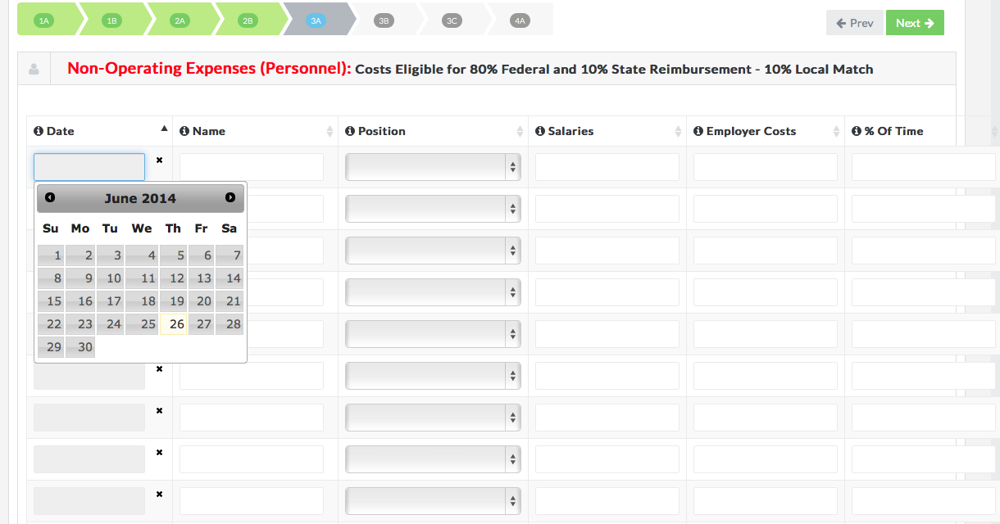 1A 1B 2A 2B 3A 3B 3C 4A
Prev Next
Non-Operating Expenses (Personnel): Costs Eligible for 80% Federal and 10% State Reimbursement - 10% Local Match
Date Name Position Salaries Employer Costs % Of Time
June 2014
Su Mo Tu We Th Fr Sa
1 2 3 4 5 6 7
8 9 10 11 12 13 14
15 16 17 18 19 20 21
22 23 24 25 26 27 28
29 30